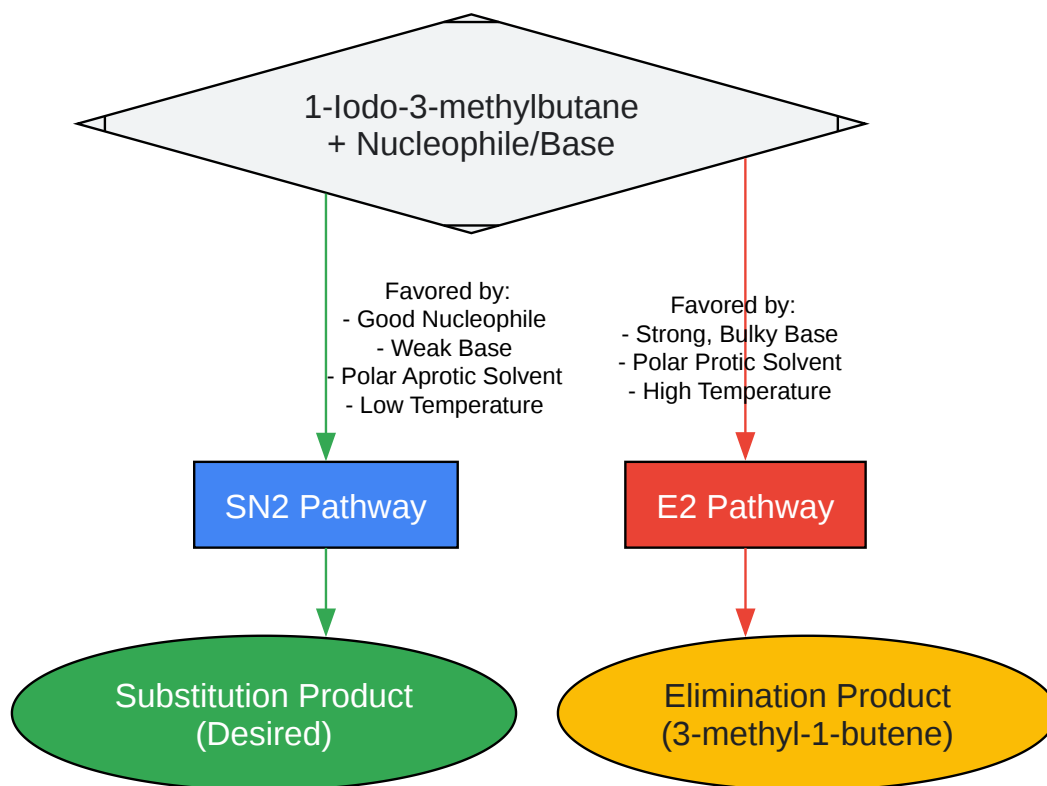 1-Iodo-3-methylbutane
+ Nucleophile/Base
Favored by:
- Good Nucleophile
- Weak Base
- Polar Aprotic Solvent
- Low Temperature
Favored by:
- Strong, Bulky Base
- Polar Protic Solvent
- High Temperature
SN2 Pathway
E2 Pathway
Substitution Product
(Desired)
Elimination Product
(3-methyl-1-butene)